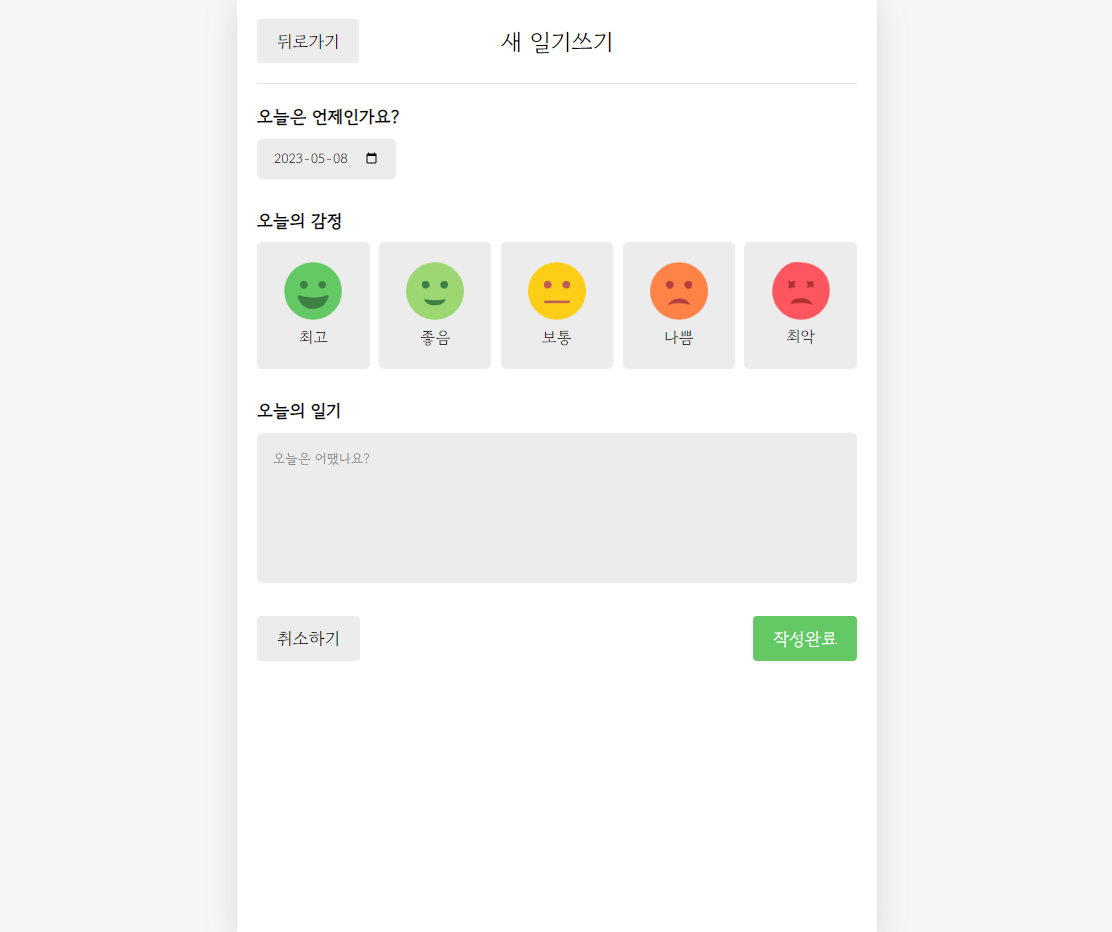 뒤로가기 새 일기쓰기
오늘은 언제인가요?
2023-05-08
오늘의 감정
최고 좋음 보통 나쁨 최악
오늘의 일기
오늘은 어땠나요?
취소하기 작성완료